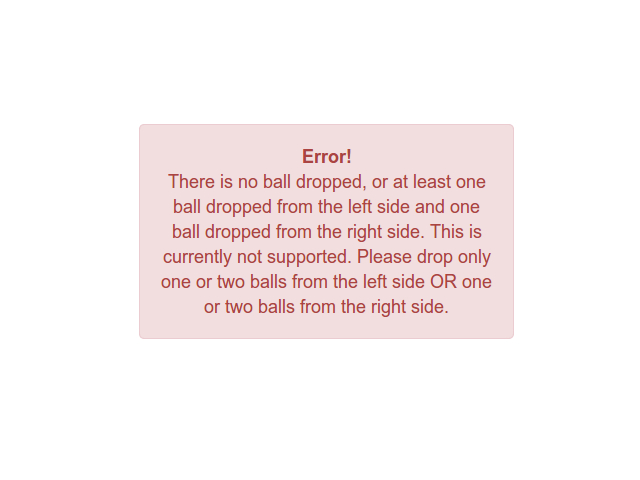 Error!
There is no ball dropped, or at least one
ball dropped from the left side and one
ball dropped from the right side. This is
currently not supported. Please drop only
one or two balls from the left side OR one
or two balls from the right side.